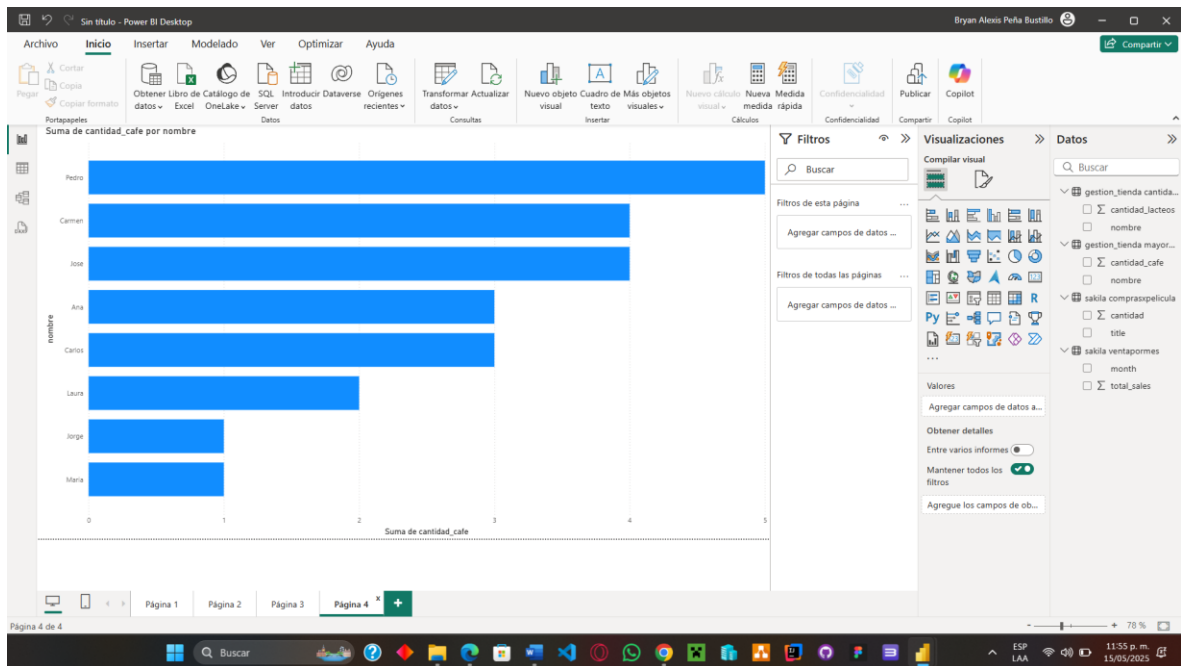 Sin título - Power BI Desktop
Bryan Alexis Peña Bustillo
Archivo Inicio Insertar Modelado Ver Optimizar Ayuda
Compartir
Pegar
Cortar
Copia
Copiar formato
Portapapeles
Obtener datos
Libro de Excel
Catálogo de OneLake
SQL Server
Introducir datos
Dataverse
Orígenes recientes
Datos
Transformar datos
Actualizar
Consultas
Nuevo objeto visual
Cuadro de texto
Más objetos visuales
Insertar
Nuevo cálculo visual
Nueva medida
Medida rápida
Cálculos
Confidencialidad
Confidencialidad
Publicar
Compartir
Copilot
Copilot
Suma de cantidad_cafe por nombre
nombre
Pedro
Carmen
Jose
Ana
Carlos
Laura
Jorge
Maria
0 1 2 3 4 5
Suma de cantidad_cafe
Filtros
Buscar
Filtros de esta página ...
Agregar campos de datos ...
Filtros de todas las páginas ...
Agregar campos de datos ...
Visualizaciones
Compilar visual
R
Py
...
Valores
Agregar campos de datos a...
Obtener detalles
Entre varios informes
Mantener todos los
filtros
Agregue los campos de ob...
Datos
Buscar
gestion_tienda cantida...
cantidad_lacteos
nombre
gestion_tienda mayor...
cantidad_cafe
nombre
sakila comprasxpelicula
cantidad
title
sakila ventapormes
month
total_sales
Página 1 Página 2 Página 3 Página 4
Página 4 de 4
78 %
Buscar
ESP
LAA
11:55 p. m.
15/05/2025